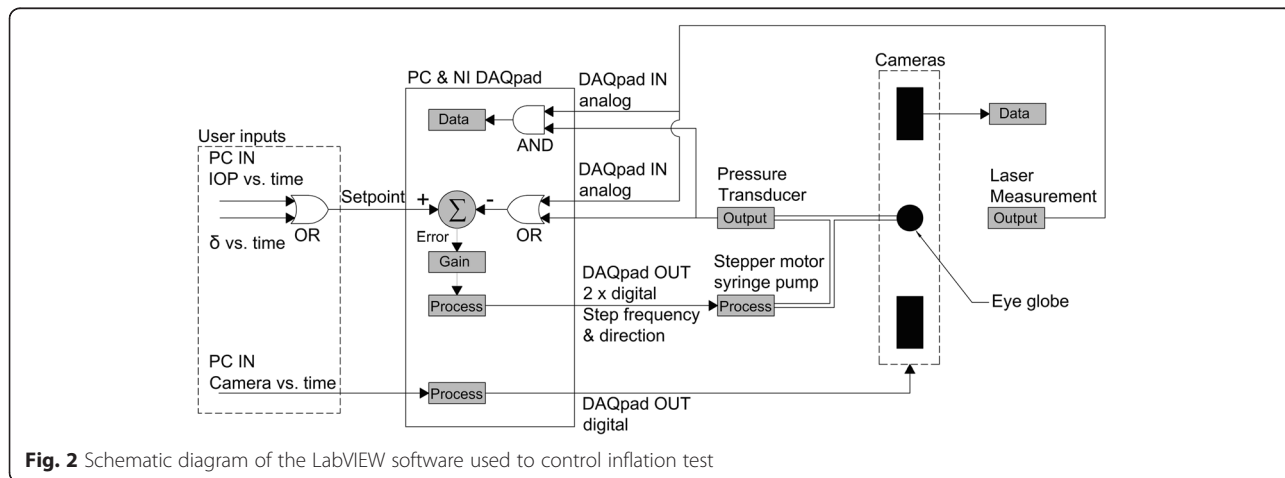 Cameras
PC & NI DAQpad
DAQpad IN
analog
Data
AND
Data
User inputs
PC IN
IOP vs. time
Setpoint
OR
δ vs. time
+
Σ
-
OR
Error
DAQpad IN
analog
Pressure
Transducer
Output
Laser
Measurement
Output
Gain
Process
DAQpad OUT
2 x digital
Step frequency
& direction
Stepper motor
syringe pump
Process
Eye globe
PC IN
Camera vs. time
Process
DAQpad OUT
digital
Fig. 2 Schematic diagram of the LabVIEW software used to control inflation test